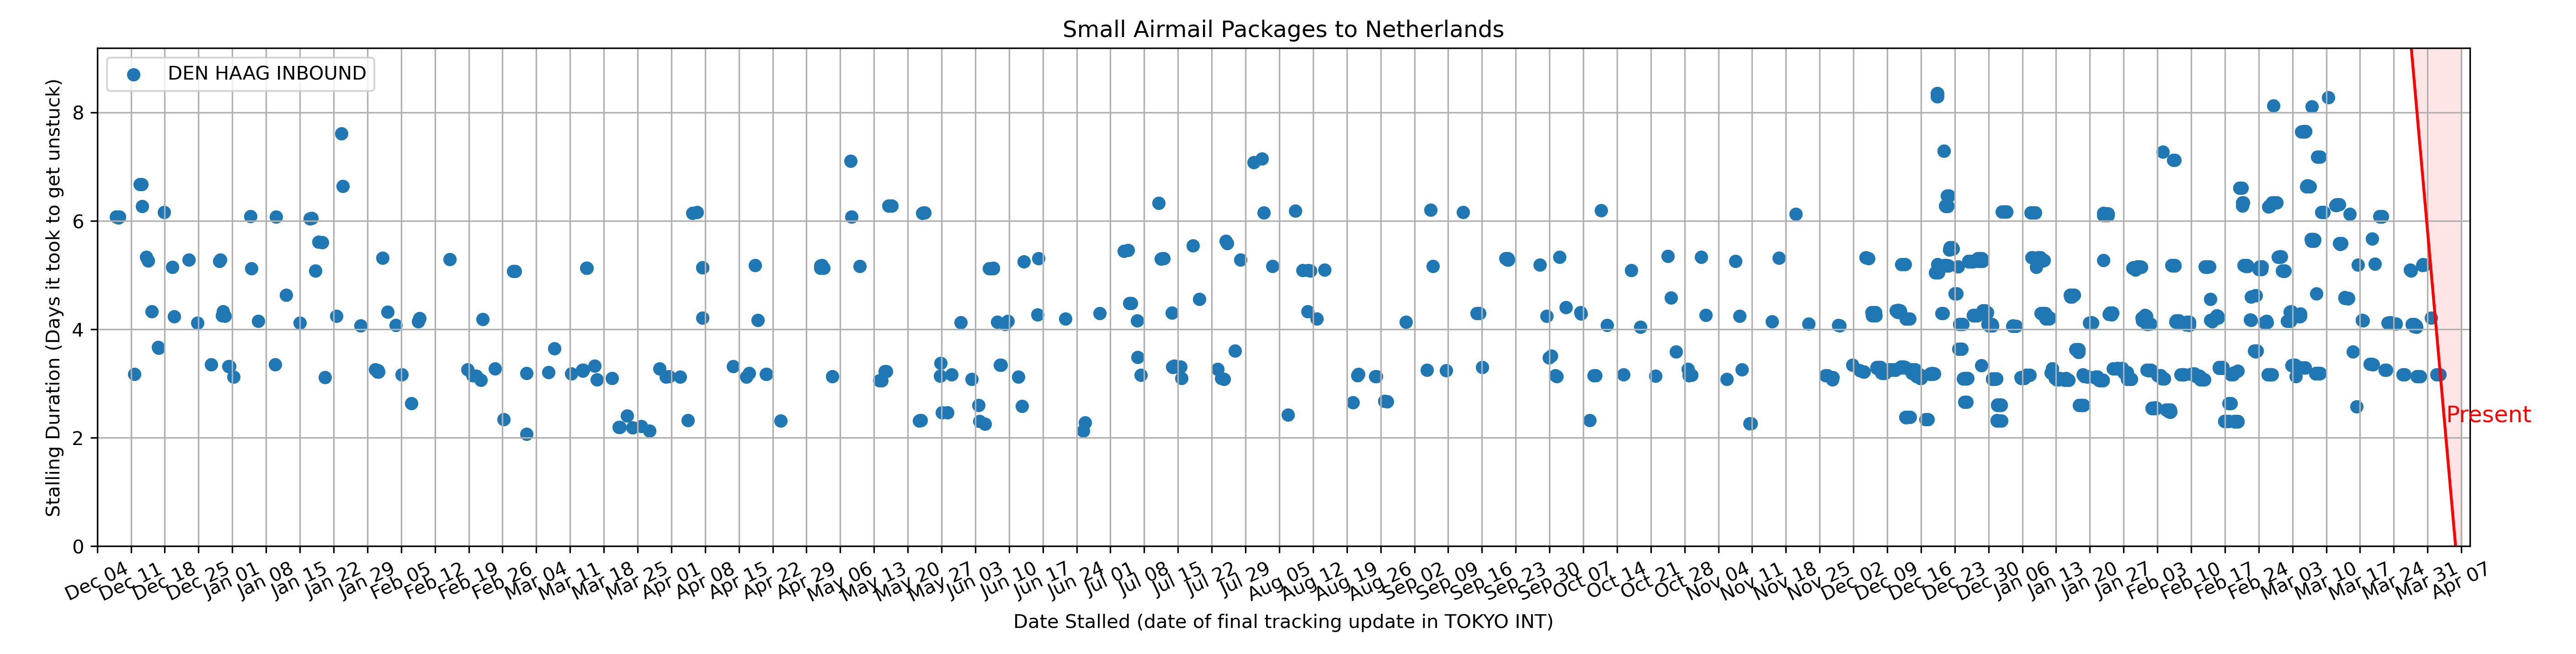 Small Airmail Packages to Netherlands
DEN HAAG INBOUND
Stalling Duration (Days it took to get unstuck)
8
6
4
2
0
Present
Dec 04
Dec 11
Dec 18
Dec 25
Jan 01
Jan 08
Jan 15
Jan 22
Jan 29
Feb 05
Feb 12
Feb 19
Feb 26
Mar 04
Mar 11
Mar 18
Mar 25
Apr 01
Apr 08
Apr 15
Apr 22
Apr 29
May 06
May 13
May 20
May 27
Jun 03
Jun 10
Jun 17
Jun 24
Jul 01
Jul 08
Jul 15
Jul 22
Jul 29
Aug 05
Aug 12
Aug 19
Aug 26
Sep 02
Sep 09
Sep 16
Sep 23
Sep 30
Oct 07
Oct 14
Oct 21
Oct 28
Nov 04
Nov 11
Nov 18
Nov 25
Dec 02
Dec 09
Dec 16
Dec 23
Dec 30
Jan 06
Jan 13
Jan 20
Jan 27
Feb 03
Feb 10
Feb 17
Feb 24
Mar 03
Mar 10
Mar 17
Mar 24
Mar 31
Apr 07
Date Stalled (date of final tracking update in TOKYO INT)